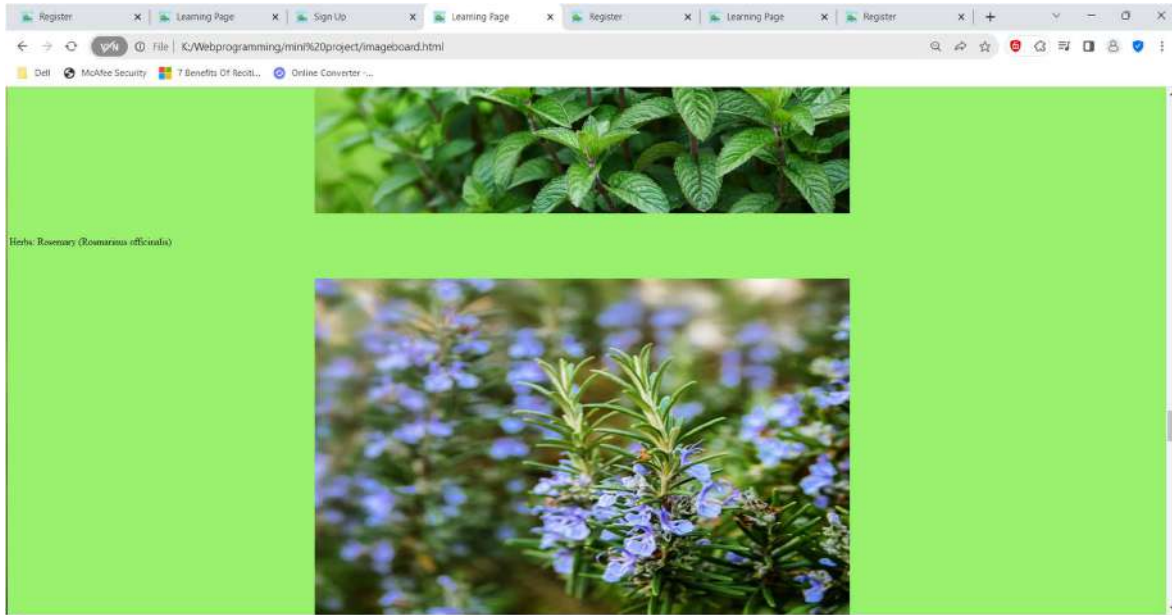 Register
Learning Page
Sign Up
Learning Page
Register
Learning Page
Register
VPN File K:/Webprogramming/mini%20project/imageboard.html
Dell McAfee Security 7 Benefits Of Reciti... Online Converter -...
Herbs: Rosemary (Rosmarinus officinalis)